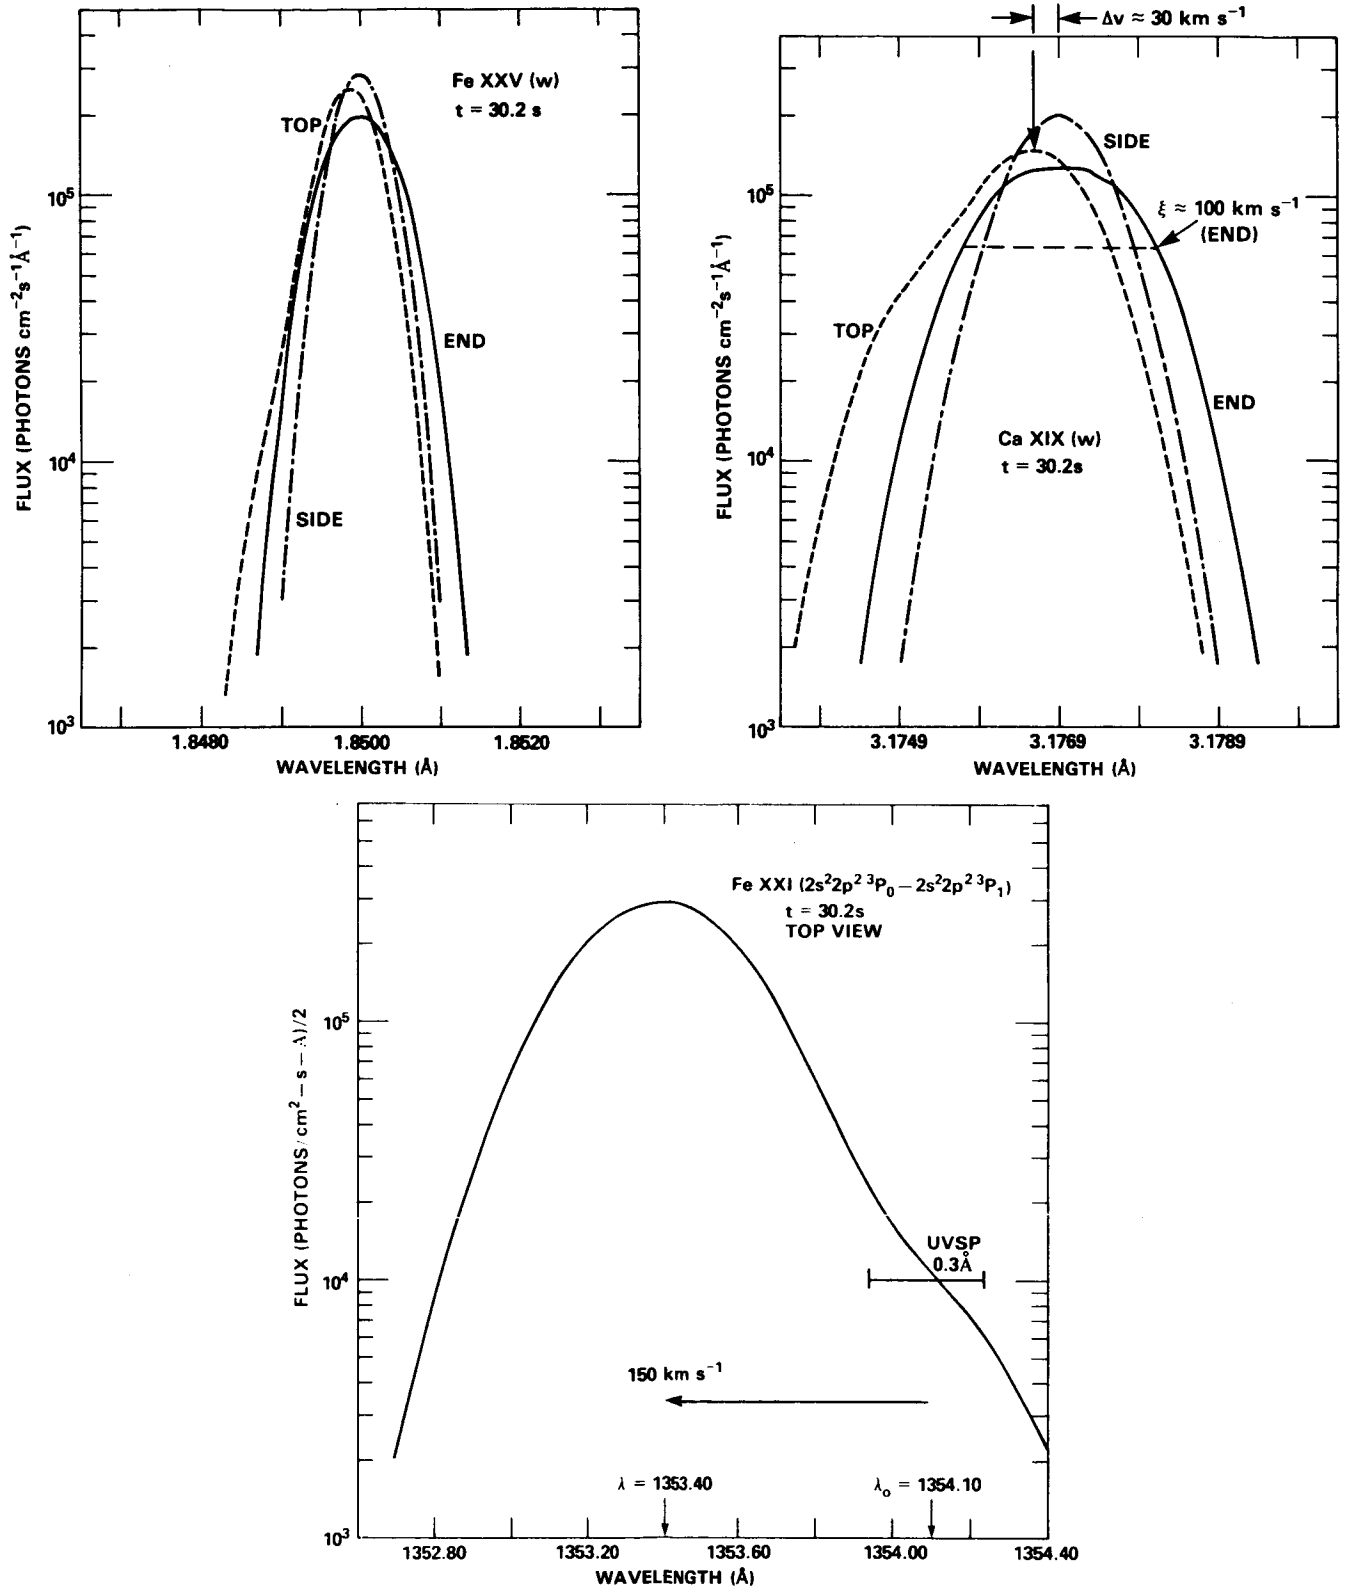 Fe XXV (w)
t = 30.2 s
TOP
END
SIDE
10⁵
10⁴
10³
FLUX (PHOTONS cm⁻²s⁻¹Å⁻¹)
1.8480 1.8500 1.8520
WAVELENGTH (Å)
Δv ≈ 30 km s⁻¹
SIDE
ξ ≈ 100 km s⁻¹
(END)
TOP
END
Ca XIX (w)
t = 30.2s
10⁵
10⁴
10³
FLUX (PHOTONS cm⁻²s⁻¹Å⁻¹)
3.1749 3.1769 3.1789
WAVELENGTH (Å)
Fe XXI (2s²2p² ³P₀ – 2s²2p² ³P₁)
t = 30.2s
TOP VIEW
10⁵
10⁴
10³
FLUX (PHOTONS/cm² – s – Å)/2
UVSP
0.3Å
150 km s⁻¹
λ = 1353.40
λₒ = 1354.10
1352.80 1353.20 1353.60 1354.00 1354.40
WAVELENGTH (Å)